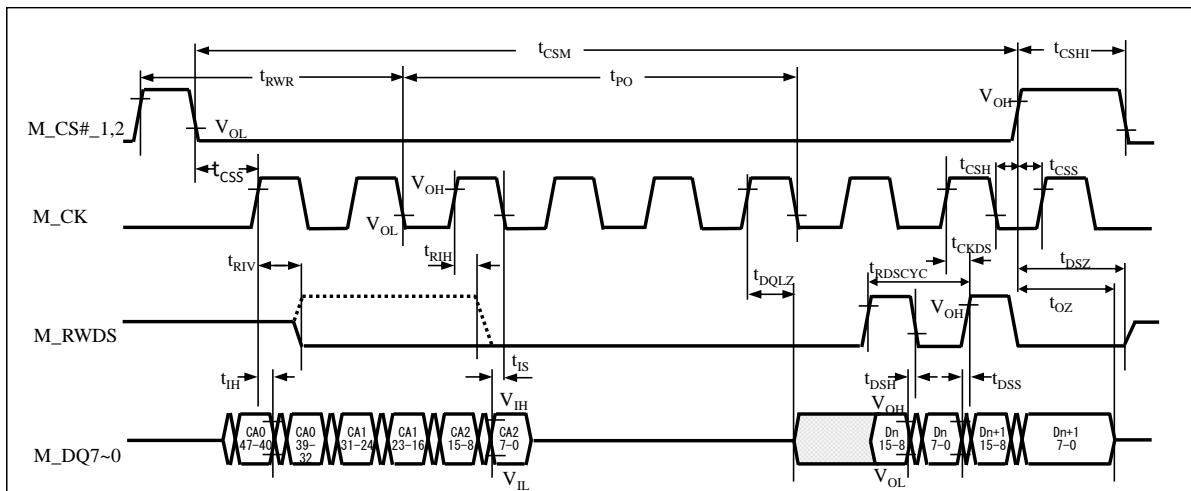 tCSM
tCSHI
tRWR
tPO
VOH
M_CS#_1,2
VOL
tCSS
tCSH
tCSS
VOH
M_CK
VOL
tRIV
tRIH
tCKDS
tDQLZ
tRDSCYC
tDSZ
tOZ
VOH
M_RWDS
tIH
tIS
tDSH
tDSS
VIH
VOH
CA0 CA0 CA1 CA1 CA2 CA2 Dn Dn Dn+1 Dn+1
47-40 39- 31-24 23-16 15-8 7-0 15-8 7-0 15-8 7-0
32
M_DQ7~0
VIL
VOL